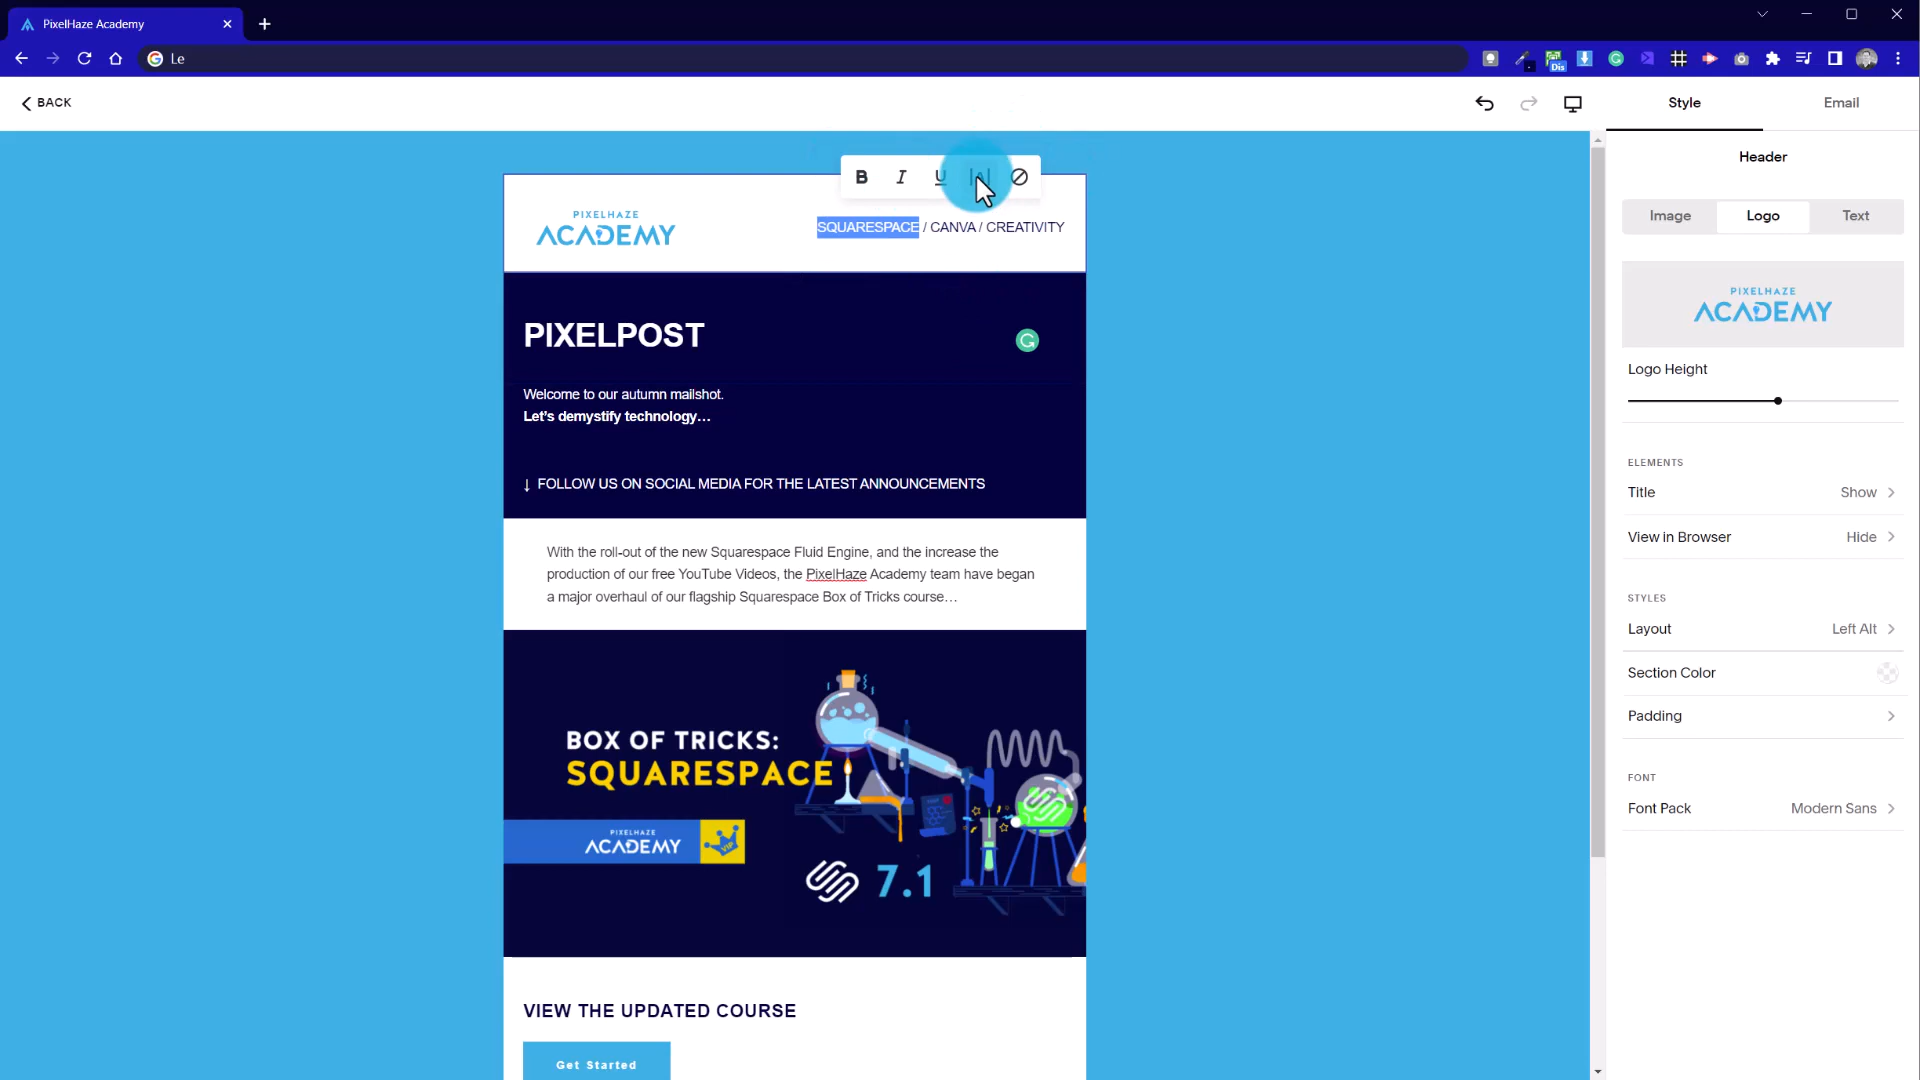 PixelHaze Academy
Le
Dis
BACK
Style
Email
Header
Image
Logo
Text
PIXELHAZE
ACADEMY
Logo Height
ELEMENTS
Title
Show
View in Browser
Hide
STYLES
Layout
Left Alt
Section Color
Padding
FONT
Font Pack
Modern Sans
B I U A
PIXELHAZE
ACADEMY
SQUARESPACE / CANVA / CREATIVITY
PIXELPOST
Welcome to our autumn mailshot.
Let's demystify technology…
↓ FOLLOW US ON SOCIAL MEDIA FOR THE LATEST ANNOUNCEMENTS
With the roll-out of the new Squarespace Fluid Engine, and the increase the
production of our free YouTube Videos, the PixelHaze Academy team have began
a major overhaul of our flagship Squarespace Box of Tricks course…
BOX OF TRICKS:
SQUARESPACE
PIXELHAZE
ACADEMY
VIP
7.1
VIEW THE UPDATED COURSE
Get Started